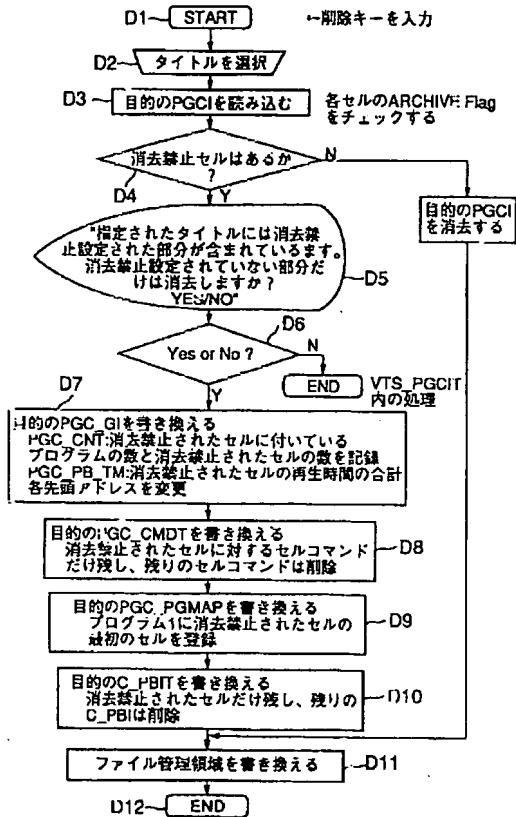 D1 START ←削除キーを入力
D2 タイトルを選択
D3 目的のPGCIを読み込む 各セルのARCHIVE Flag
をチェックする
消去禁止セルはあるか
?
N
D4
Y
目的のPGCI
を消去する
"指定されたタイトルには消去禁
止設定された部分が含まれているます。
消去禁止設定されていない部分だ
けは消去しますか?
YES/NO"
D5
D6
Yes or No ?
N
END VTS_PGCIT
内の処理
Y
D7
目的のPGC_GIを書き換える
PGC_CNT:消去禁止されたセルに付いている
プログラムの数と消去禁止されたセルの数を記録
PGC_PB_TM:消去禁止されたセルの再生時間の合計
各先頭アドレスを変更
目的のPGC_CMDTを書き換える
消去禁止されたセルに対するセルコマンド
だけ残し、残りのセルコマンドは削除
D8
目的のPGC_PGMAPを書き換える
プログラム1に消去禁止されたセルの
最初のセルを登録
D9
目的のC_PBITを書き換える
消去禁止されたセルだけ残し、残りの
C_PBIは削除
D10
ファイル管理領域を書き換える D11
D12 END